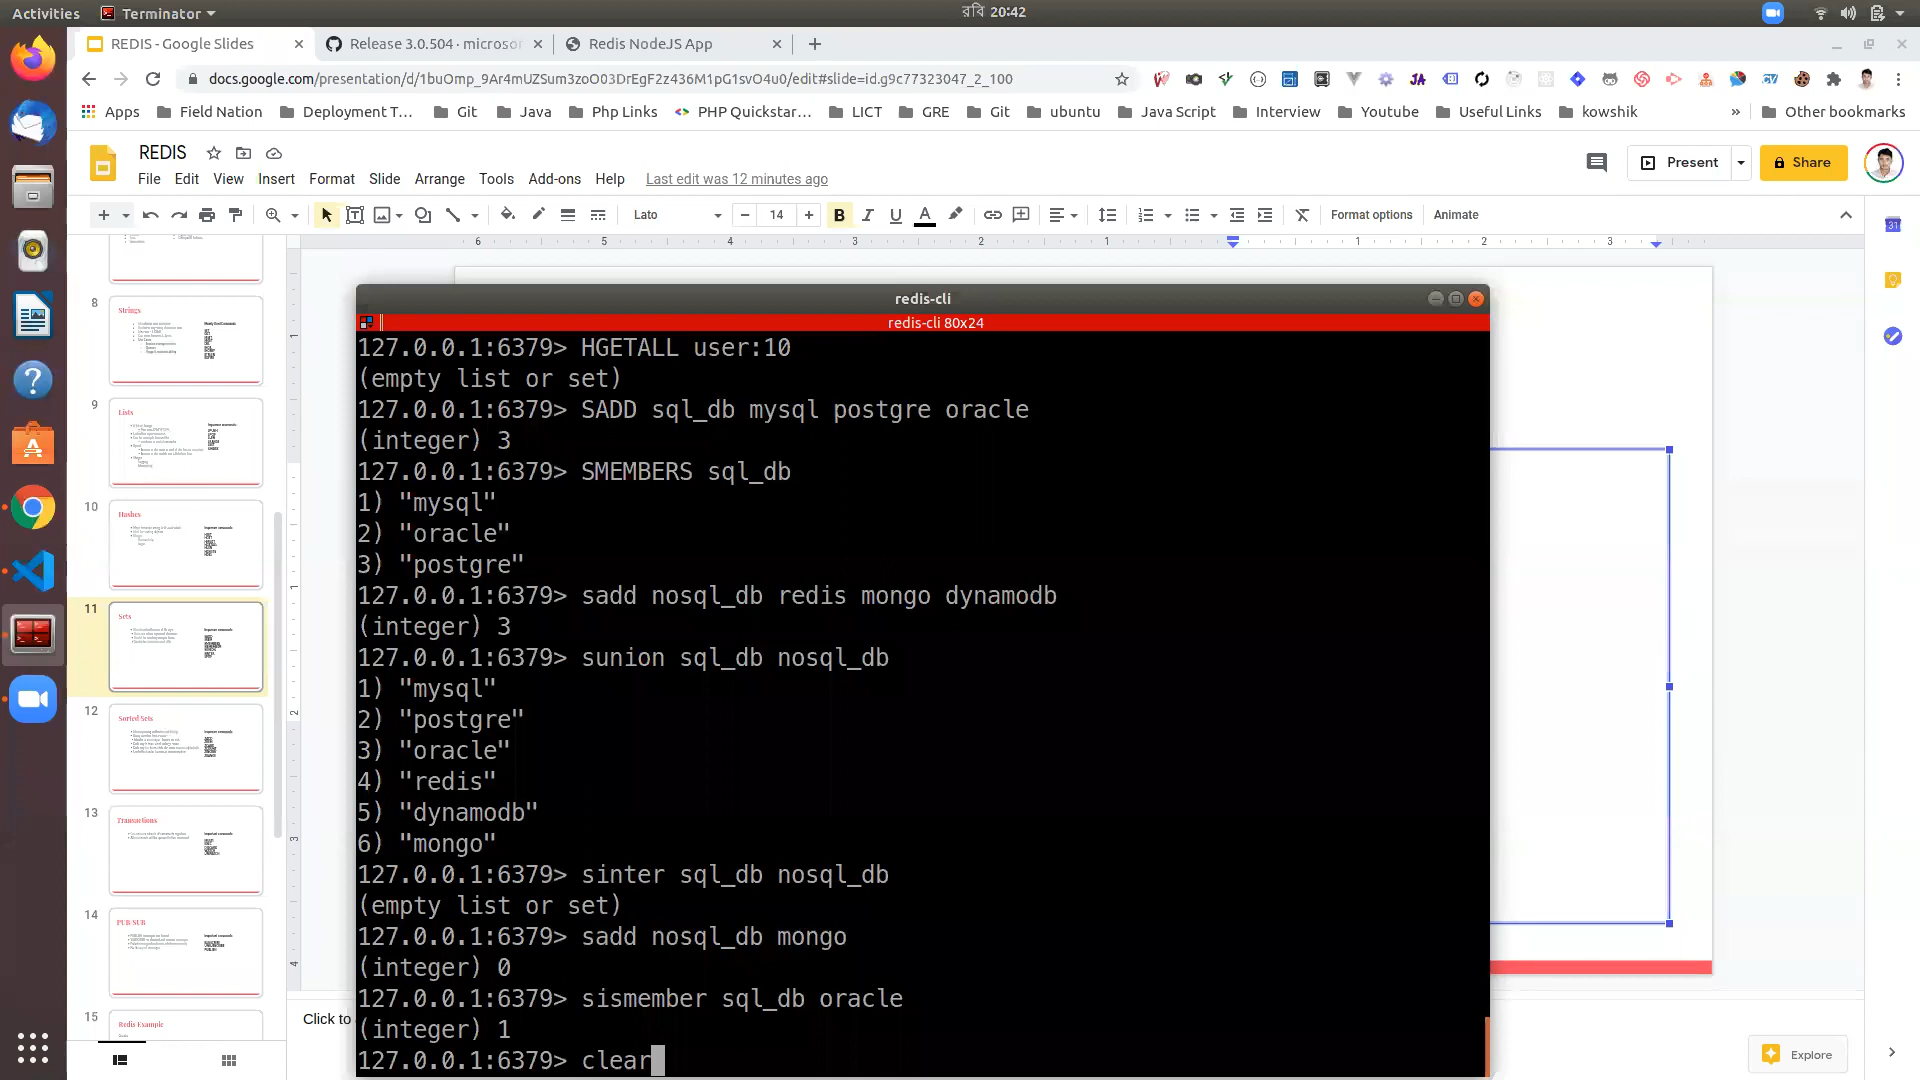 Activities
Terminator
রবি 20:42
REDIS - Google Slides
Release 3.0.504 · microsof
Redis NodeJS App
docs.google.com/presentation/d/1buOmp_9Ar4mUZSum3zoO03DrEgF2z436M1pG1svO4u0/edit#slide=id.g9c77323047_2_100
Apps
Field Nation
Deployment T...
Git
Java
Php Links
PHP Quickstar...
LICT
GRE
Git
ubuntu
Java Script
Interview
Youtube
Useful Links
kowshik
»
Other bookmarks
REDIS
Present
Share
File Edit View Insert Format Slide Arrange Tools Add-ons Help
Last edit was 12 minutes ago
Lato
14
B I U A
Format options
Animate
6 5 4 3 2 1 1 2 3
8
Strings
9
Lists
10
Hashes
11
Sets
12
Sorted Sets
13
Transactions
14
PUB-SUB
15
Redis Example
redis-cli
redis-cli 80x24
127.0.0.1:6379> HGETALL user:10
(empty list or set)
127.0.0.1:6379> SADD sql_db mysql postgre oracle
(integer) 3
127.0.0.1:6379> SMEMBERS sql_db
1) "mysql"
2) "oracle"
3) "postgre"
127.0.0.1:6379> sadd nosql_db redis mongo dynamodb
(integer) 3
127.0.0.1:6379> sunion sql_db nosql_db
1) "mysql"
2) "postgre"
3) "oracle"
4) "redis"
5) "dynamodb"
6) "mongo"
127.0.0.1:6379> sinter sql_db nosql_db
(empty list or set)
127.0.0.1:6379> sadd nosql_db mongo
(integer) 0
127.0.0.1:6379> sismember sql_db oracle
(integer) 1
127.0.0.1:6379> clear
Click to
Explore